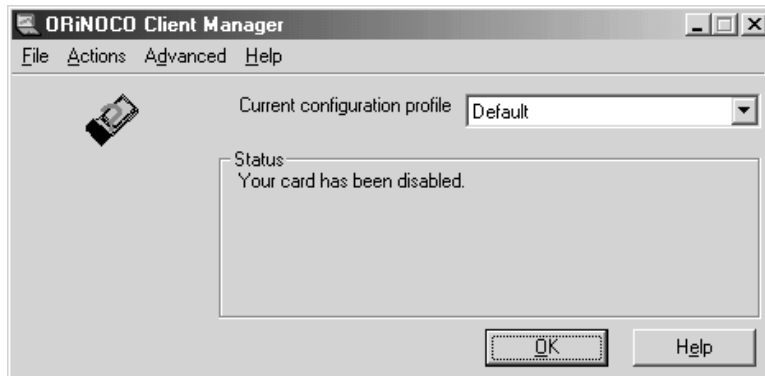 ORiNOCO Client Manager
File Actions Advanced Help
Current configuration profile Default
Status
Your card has been disabled.
OK Help